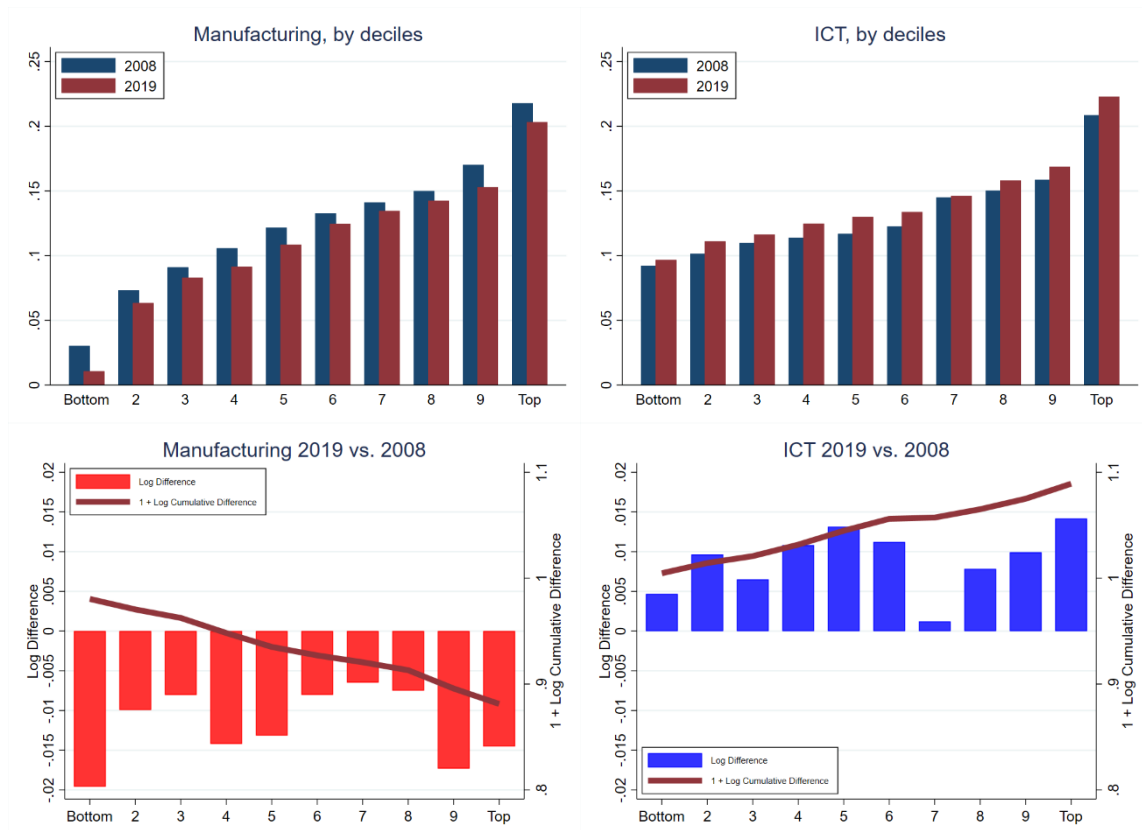 Manufacturing, by deciles
2008
2019
.25
.2
.15
.1
.05
0
Bottom 2 3 4 5 6 7 8 9 Top
ICT, by deciles
2008
2019
.25
.2
.15
.1
.05
0
Bottom 2 3 4 5 6 7 8 9 Top
Manufacturing 2019 vs. 2008
Log Difference
1 + Log Cumulative Difference
Log Difference
.02
.015
.01
.005
0
-.005
-.01
-.015
-.02
1.1
1
.9
.8
1 + Log Cumulative Difference
Bottom 2 3 4 5 6 7 8 9 Top
ICT 2019 vs. 2008
Log Difference
.02
.015
.01
.005
0
-.005
-.01
-.015
-.02
1.1
1
.9
.8
1 + Log Cumulative Difference
Log Difference
1 + Log Cumulative Difference
Bottom 2 3 4 5 6 7 8 9 Top